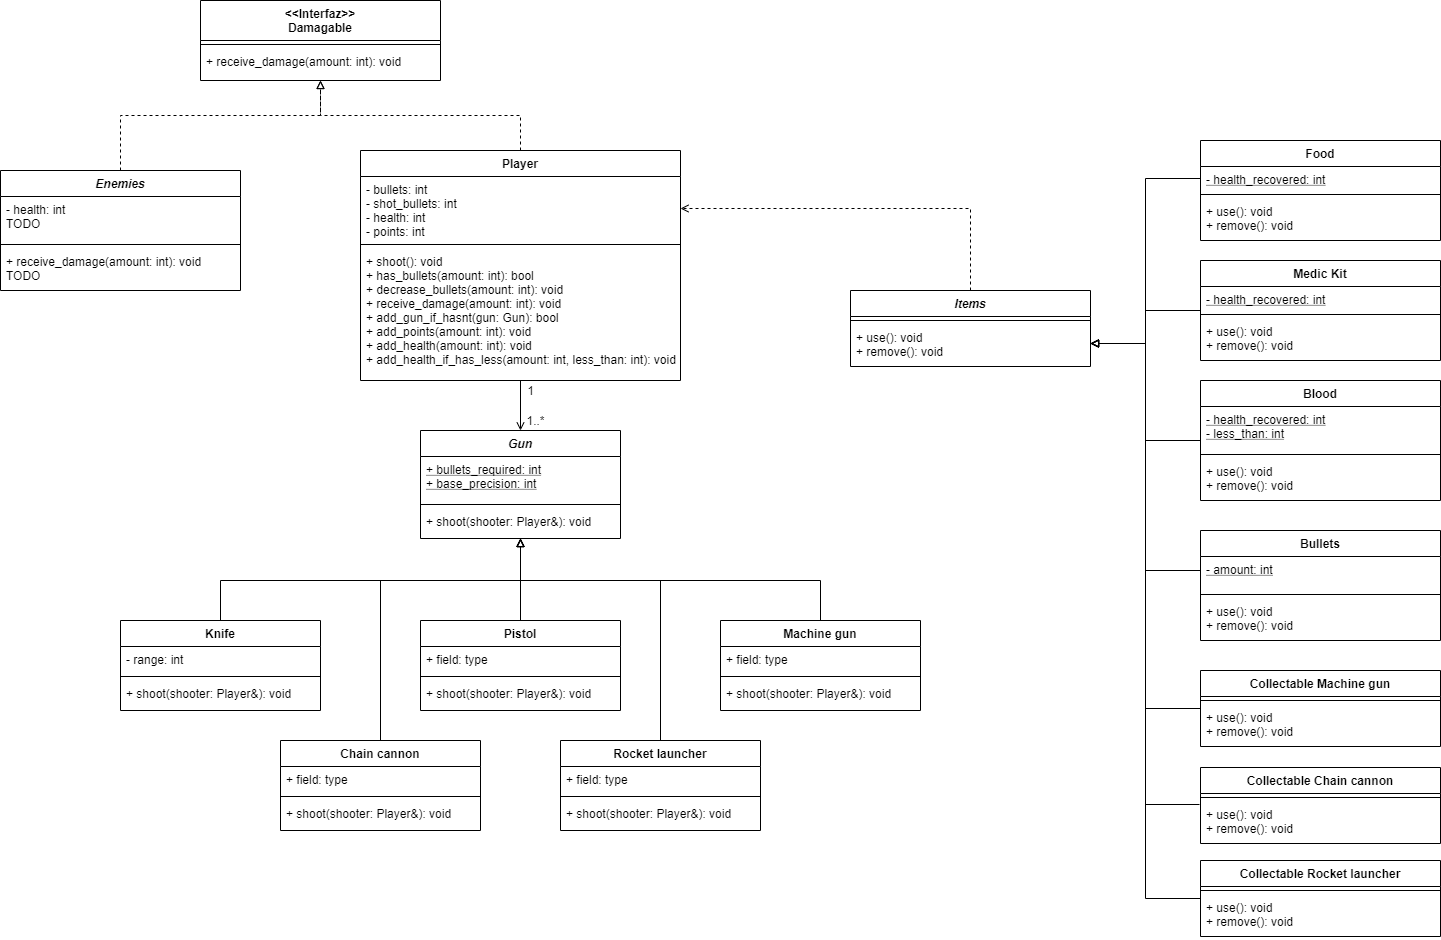 <<Interfaz>>
Damagable
+ receive_damage(amount: int): void
Enemies
- health: int
TODO
+ receive_damage(amount: int): void
TODO
Player
- bullets: int
- shot_bullets: int
- health: int
- points: int
+ shoot(): void
+ has_bullets(amount: int): bool
+ decrease_bullets(amount: int): void
+ receive_damage(amount: int): void
+ add_gun_if_hasnt(gun: Gun): bool
+ add_points(amount: int): void
+ add_health(amount: int): void
+ add_health_if_has_less(amount: int, less_than: int): void
1
1..*
Gun
+ bullets_required: int
+ base_precision: int
+ shoot(shooter: Player&): void
Knife
- range: int
+ shoot(shooter: Player&): void
Pistol
+ field: type
+ shoot(shooter: Player&): void
Machine gun
+ field: type
+ shoot(shooter: Player&): void
Chain cannon
+ field: type
+ shoot(shooter: Player&): void
Rocket launcher
+ field: type
+ shoot(shooter: Player&): void
Items
+ use(): void
+ remove(): void
Food
- health_recovered: int
+ use(): void
+ remove(): void
Medic Kit
- health_recovered: int
+ use(): void
+ remove(): void
Blood
- health_recovered: int
- less_than: int
+ use(): void
+ remove(): void
Bullets
- amount: int
+ use(): void
+ remove(): void
Collectable Machine gun
+ use(): void
+ remove(): void
Collectable Chain cannon
+ use(): void
+ remove(): void
Collectable Rocket launcher
+ use(): void
+ remove(): void